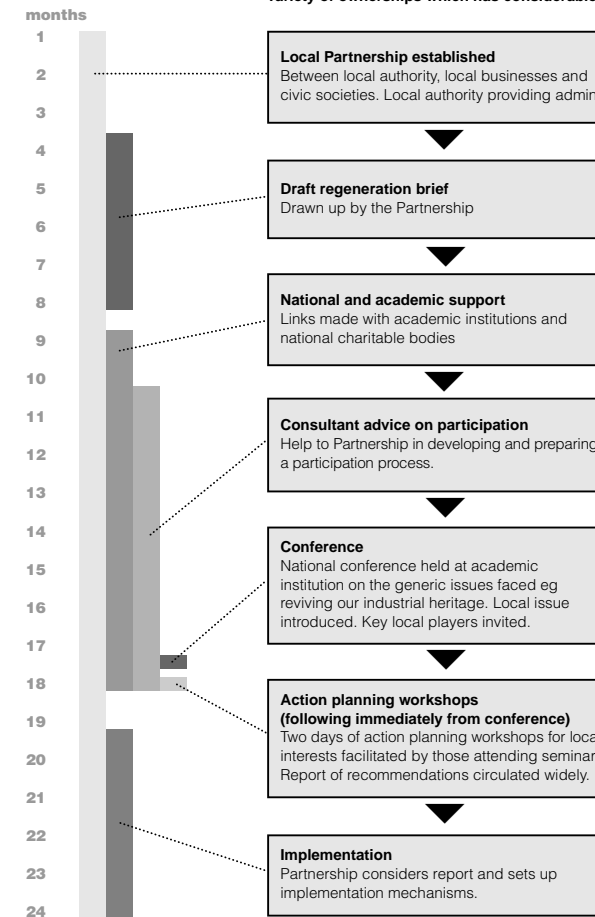 months
1
2
3
4
5
6
7
8
9
10
11
12
13
14
15
16
17
18
19
20
21
22
23
24
Local Partnership established
Between local authority, local businesses and
civic societies. Local authority providing admin
Draft regeneration brief
Drawn up by the Partnership
National and academic support
Links made with academic institutions and
national charitable bodies
Consultant advice on participation
Help to Partnership in developing and preparing
a participation process.
Conference
National conference held at academic
institution on the generic issues faced eg
reviving our industrial heritage. Local issue
introduced. Key local players invited.
Action planning workshops
(following immediately from conference)
Two days of action planning workshops for loca
interests facilitated by those attending seminar
Report of recommendations circulated widely.
Implementation
Partnership considers report and sets up
implementation mechanisms.